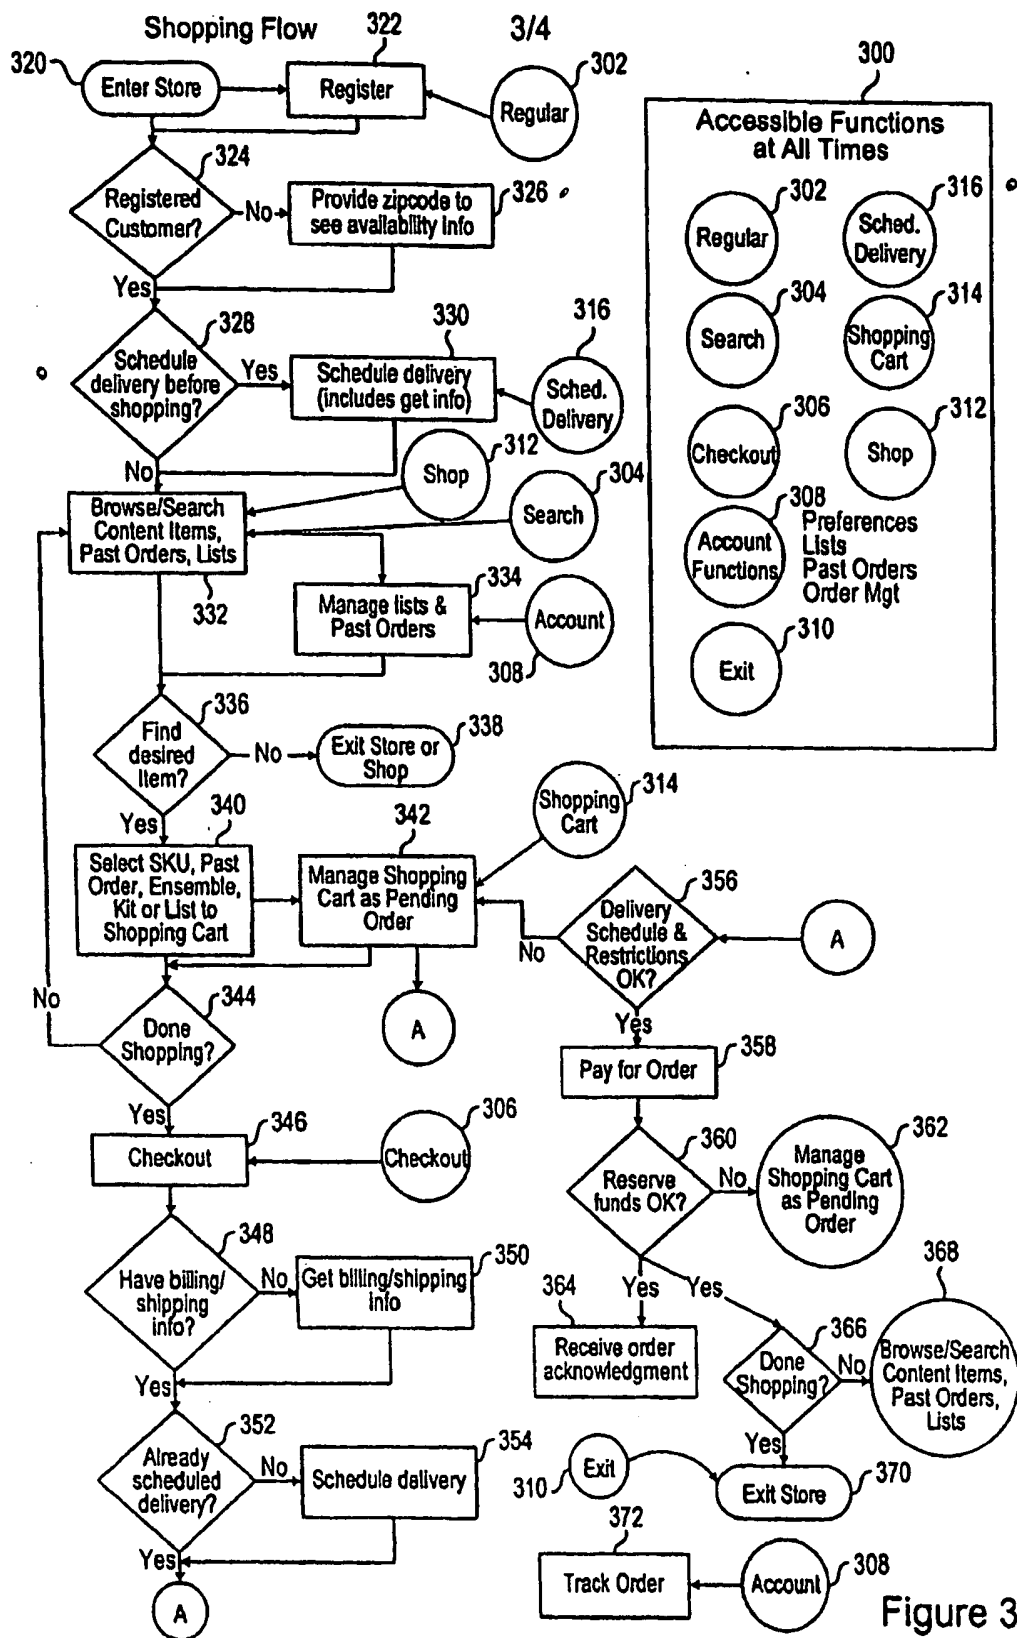 Shopping Flow
3/4
320
Enter Store
322
Register
302
Regular
324
Registered
Customer?
No
326
Provide zipcode to
see availability info
Yes
328
Schedule
delivery before
shopping?
Yes
330
Schedule delivery
(includes get info)
316
Sched.
Delivery
No
312
Shop
304
Search
Browse/Search
Content Items,
Past Orders, Lists
332
334
Manage lists &
Past Orders
Account
308
336
Find
desired
Item?
No
338
Exit Store or
Shop
Yes
340
Select SKU, Past
Order, Ensemble,
Kit or List to
Shopping Cart
342
Manage Shopping
Cart as Pending
Order
314
Shopping
Cart
A
No
344
Done
Shopping?
Yes
346
Checkout
306
Checkout
348
Have billing/
shipping
info?
No
350
Get billing/shipping
info
Yes
352
Already
scheduled
delivery?
No
354
Schedule delivery
Yes
A
300
Accessible Functions
at All Times
302
Regular
316
Sched.
Delivery
304
Search
314
Shopping
Cart
306
Checkout
312
Shop
308
Account
Functions
Preferences
Lists
Past Orders
Order Mgt
310
Exit
356
Delivery
Schedule &
Restrictions
OK?
A
No
Yes
358
Pay for Order
360
Reserve
funds OK?
No
362
Manage
Shopping Cart
as Pending
Order
Yes
Yes
364
Receive order
acknowledgment
366
Done
Shopping?
No
368
Browse/Search
Content Items,
Past Orders,
Lists
Yes
310
Exit
Exit Store
370
372
Track Order
Account
308
Figure 3